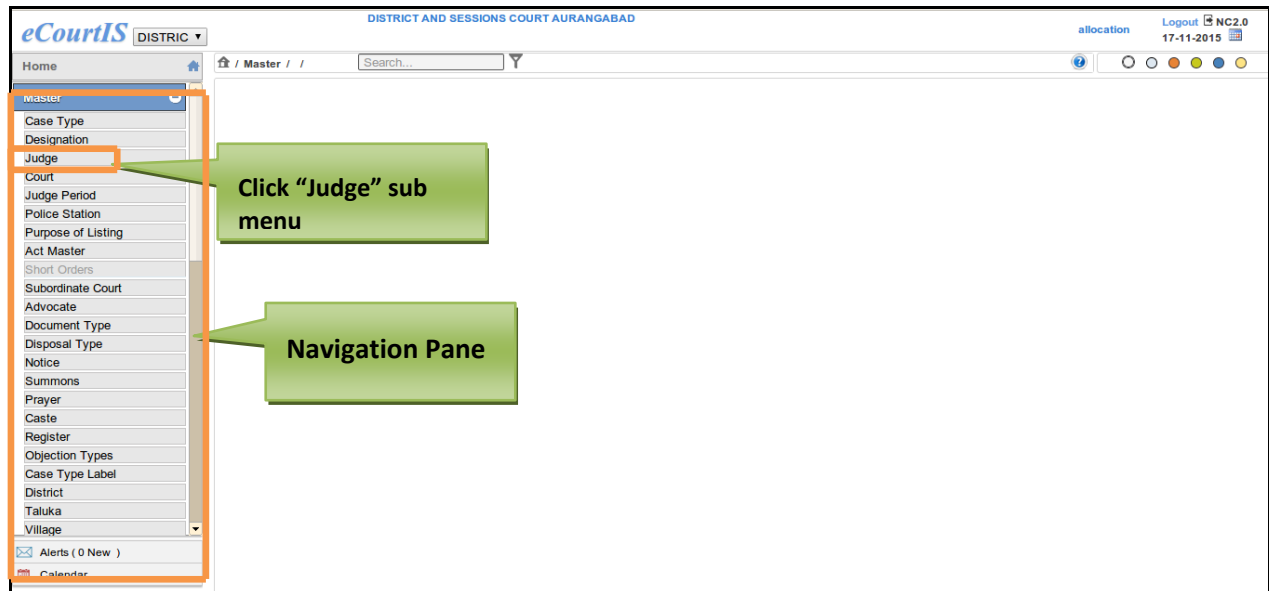 DISTRICT AND SESSIONS COURT AURANGABAD
eCourtIS DISTRIC
allocation
Logout NC2.0
17-11-2015
Home
/ Master / /
Search...
Master
Case Type
Designation
Judge
Court
Judge Period
Police Station
Purpose of Listing
Act Master
Short Orders
Subordinate Court
Advocate
Document Type
Disposal Type
Notice
Summons
Prayer
Caste
Register
Objection Types
Case Type Label
District
Taluka
Village
Alerts ( 0 New )
Calendar
Click “Judge” sub
menu
Navigation Pane